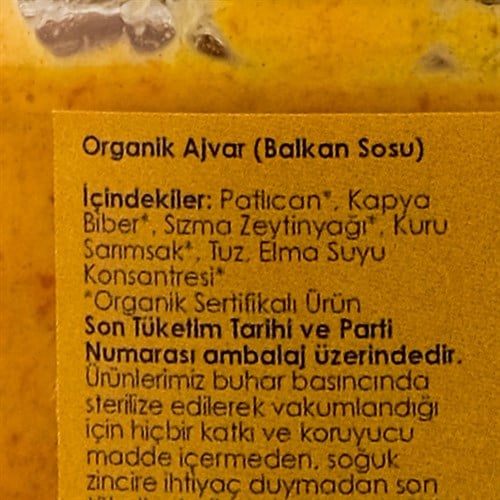 Organik Ajvar (Balkan Sosu)
İçindekiler: Patlıcan*, Kapya
Biber*, Sızma Zeytinyağı*, Kuru
Sarımsak*, Tuz, Elma Suyu
Konsantresi*
*Organik Sertifikalı Ürün
Son Tüketim Tarihi ve Parti
Numarası ambalaj üzerindedir.
Ürünlerimiz buhar basıncında
sterilize edilerek vakumlandığı
için hiçbir katkı ve koruyucu
madde içermeden, soğuk
zincire ihtiyaç duymadan son